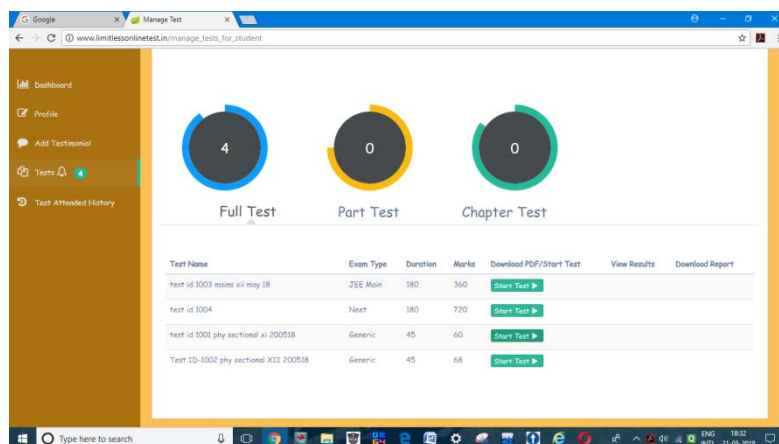 Google
Manage Test
www.limitlessonlinetest.in/manage_tests_for_student
Dashboard
Profile
Add Testimonial
Tests 4
Test Attended History
4
0
0
Full Test
Part Test
Chapter Test
Test Name Exam Type Duration Marks Download PDF/Start Test View Results Download Report
test id 1003 mains xii may 18 JEE Main 180 360 Start Test
test id 1004 Neet 180 720 Start Test
test id 1001 phy sectional xi 200518 Generic 45 60 Start Test
Test ID-1002 phy sectional XII 200518 Generic 45 68 Start Test
Type here to search
ENG 18:32
INTL 21-05-2018